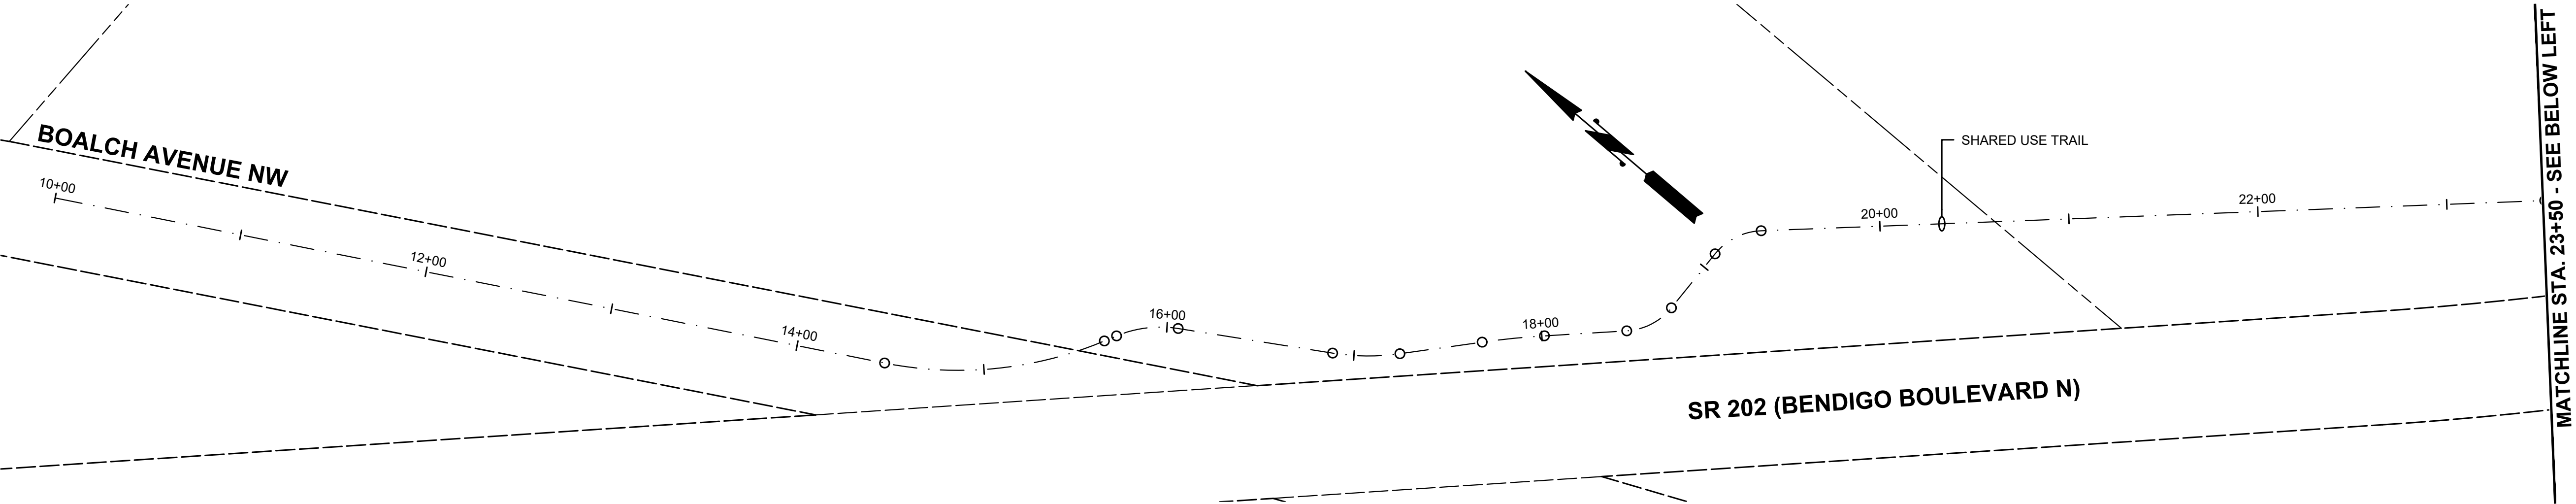 BOALCH AVENUE NW
10+00
12+00
14+00
16+00
18+00
20+00
22+00
SHARED USE TRAIL
SR 202 (BENDIGO BOULEVARD N)
MATCHLINE STA. 23+50 - SEE BELOW LEFT